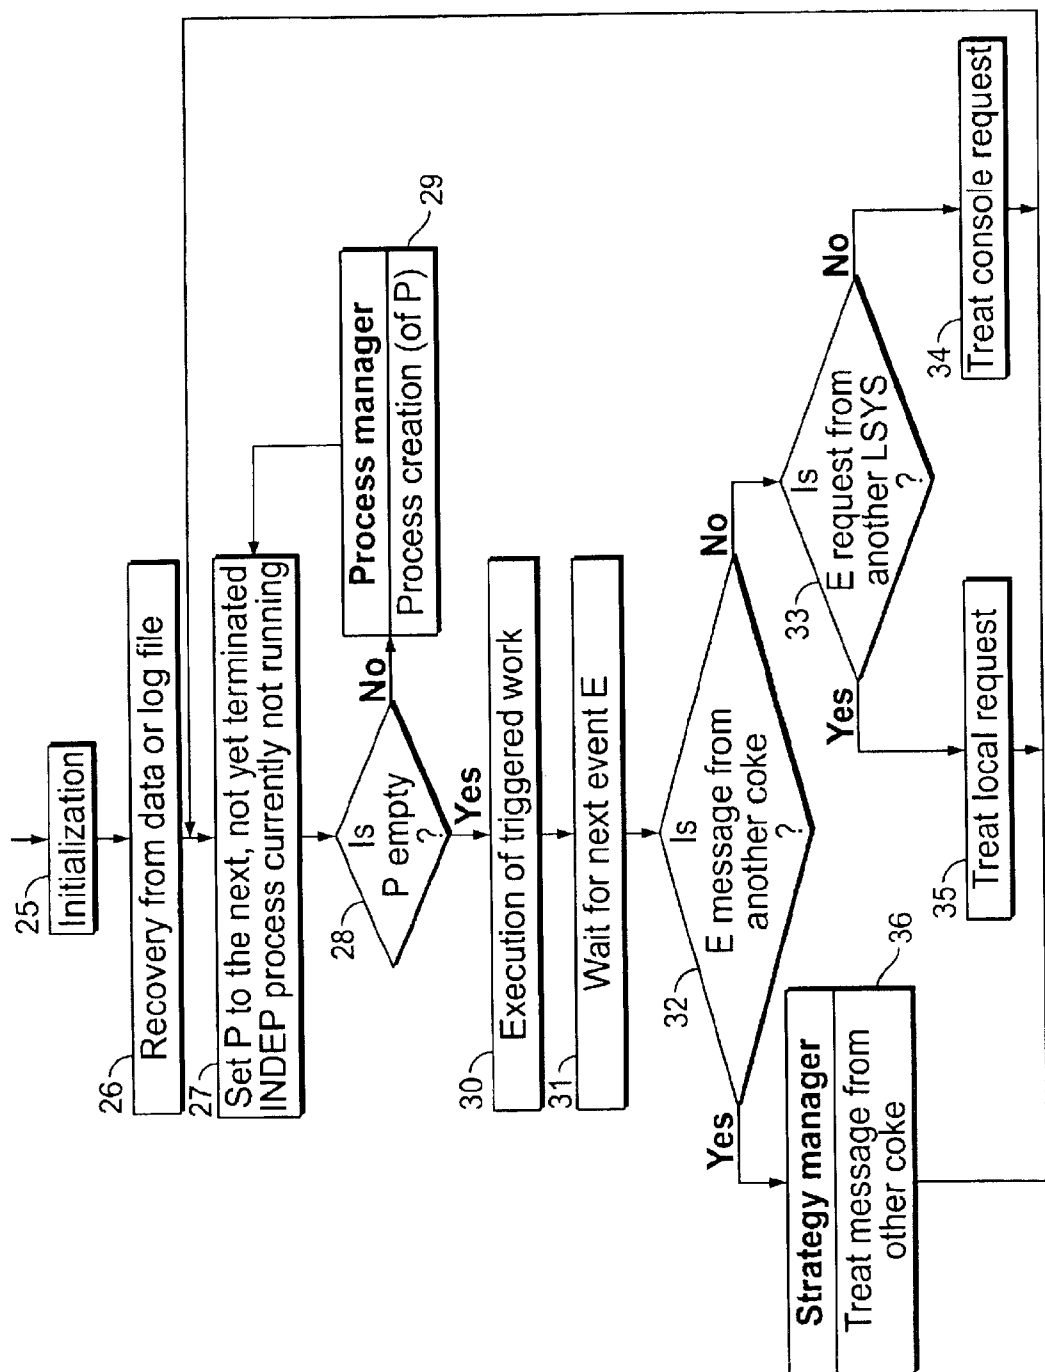 25
Initialization
26
Recovery from data or log file
27
Set P to the next, not yet terminated
INDEP process currently not running
28
Is
P empty
?
No
Yes
Process manager
Process creation (of P)
29
30
Execution of triggered work
31
Wait for next event E
32
Is
E message from
another coke
?
Yes
No
33
Is
E request from
another LSYS
?
Yes
No
Strategy manager
Treat message from
other coke
36
35
Treat local request
34
Treat console request